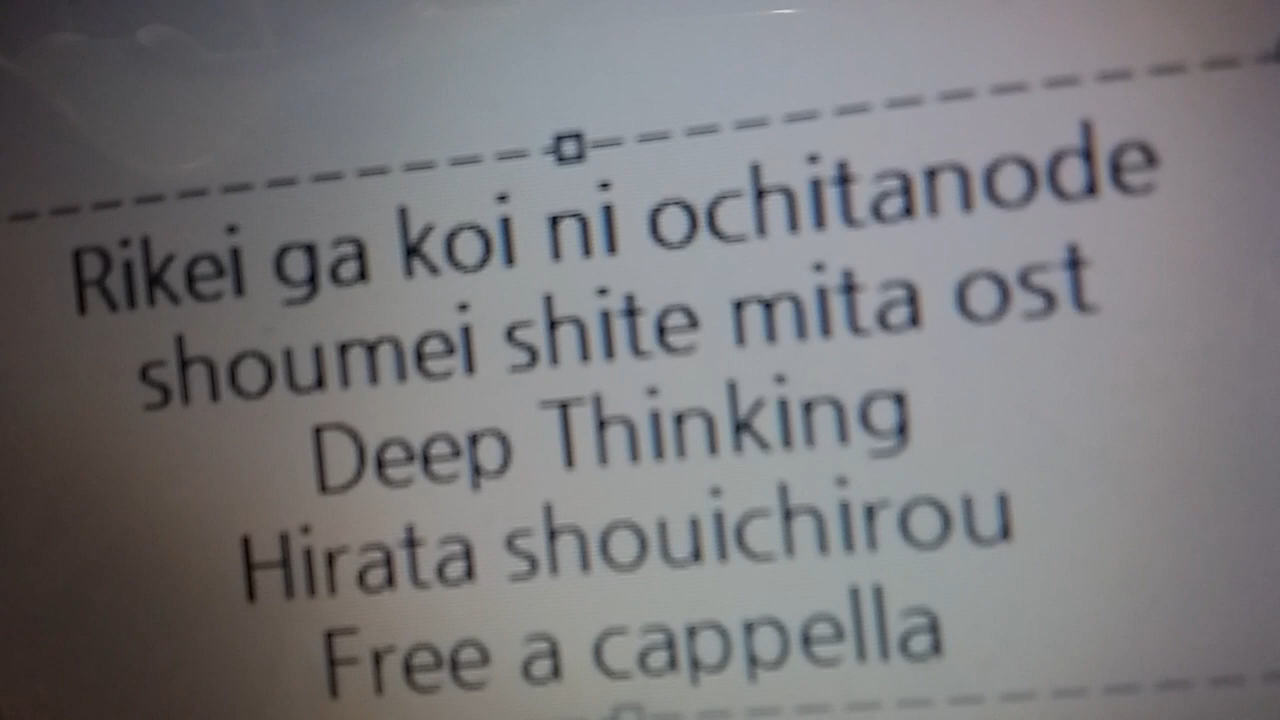 Rikei ga koi ni ochitanode
shoumei shite mita ost
Deep Thinking
Hirata shouichirou
Free a cappella